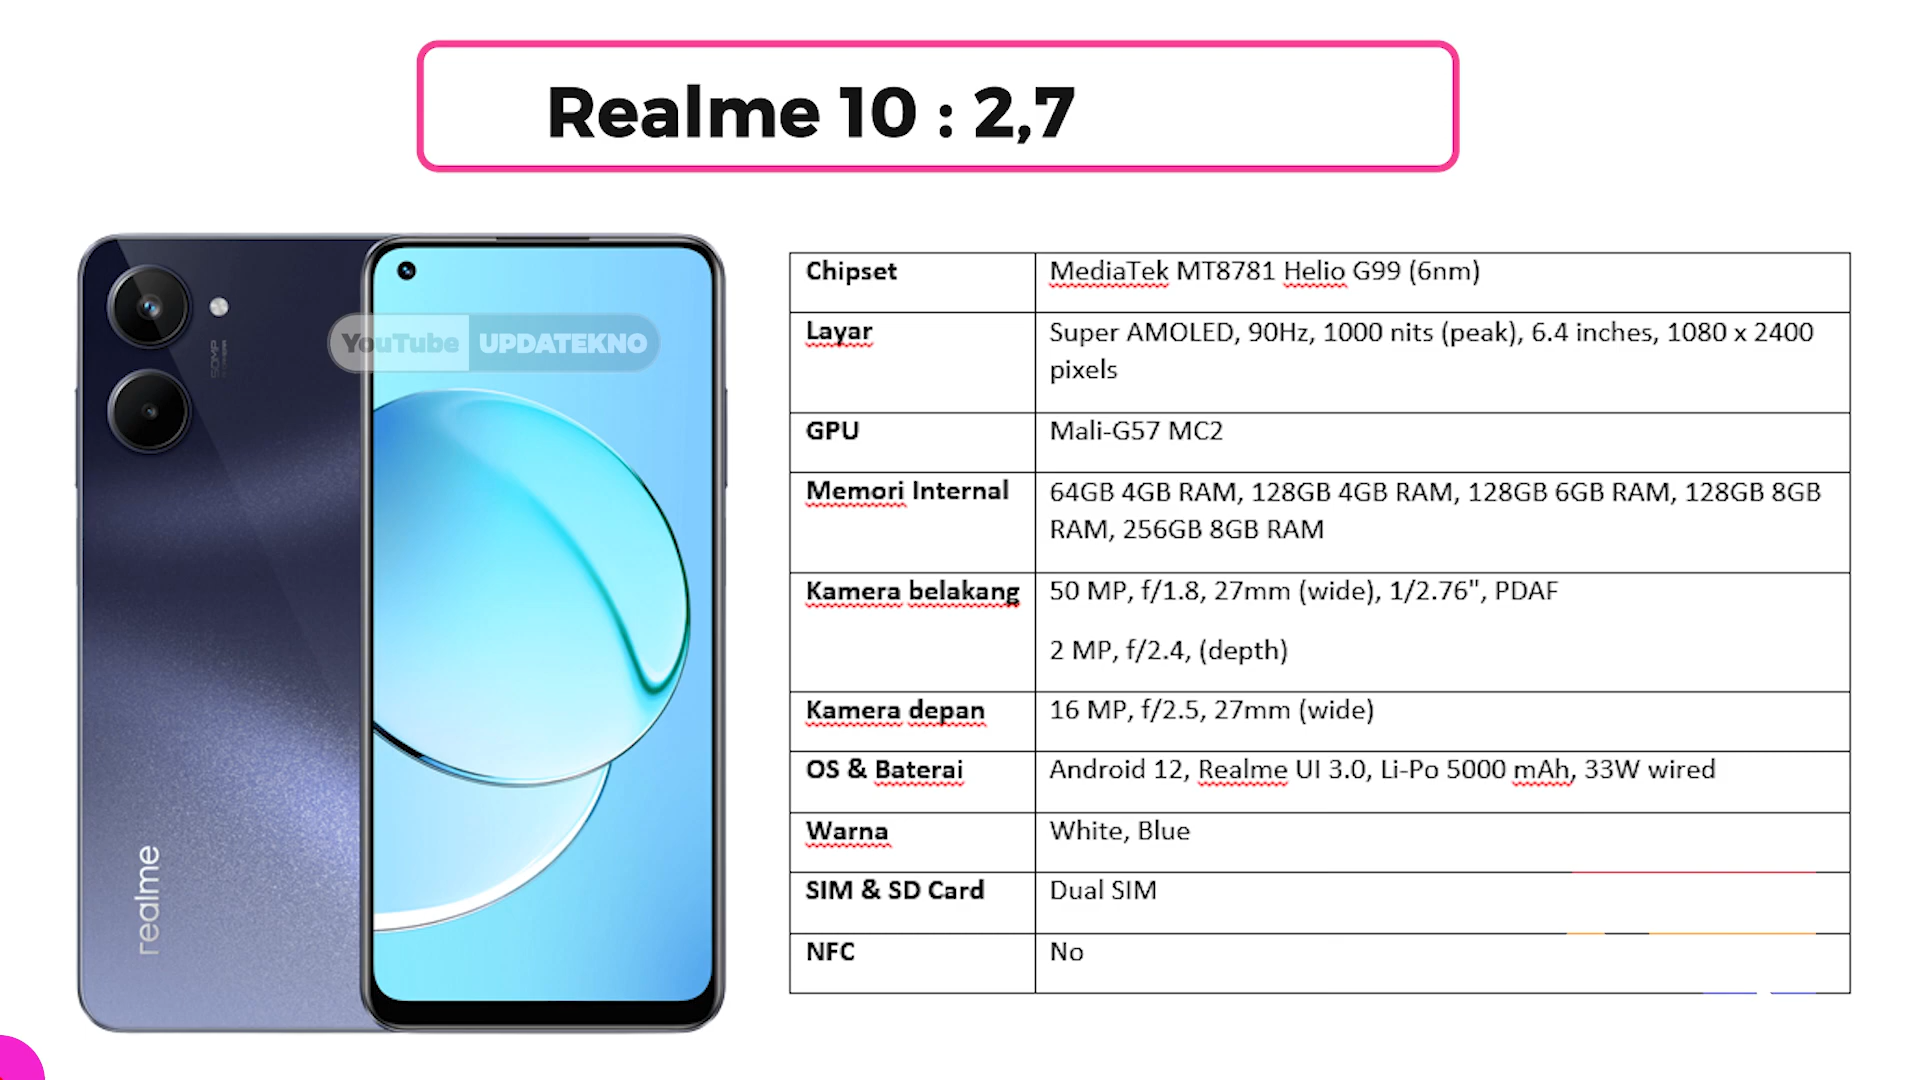 Realme 10 : 2,7
YouTube UPDATEKNO
50MP
realme
Chipset MediaTek MT8781 Helio G99 (6nm)
Layar Super AMOLED, 90Hz, 1000 nits (peak), 6.4 inches, 1080 x 2400
pixels
GPU Mali-G57 MC2
Memori Internal 64GB 4GB RAM, 128GB 4GB RAM, 128GB 6GB RAM, 128GB 8GB
RAM, 256GB 8GB RAM
Kamera belakang 50 MP, f/1.8, 27mm (wide), 1/2.76", PDAF
2 MP, f/2.4, (depth)
Kamera depan 16 MP, f/2.5, 27mm (wide)
OS & Baterai Android 12, Realme UI 3.0, Li-Po 5000 mAh, 33W wired
Warna White, Blue
SIM & SD Card Dual SIM
NFC No